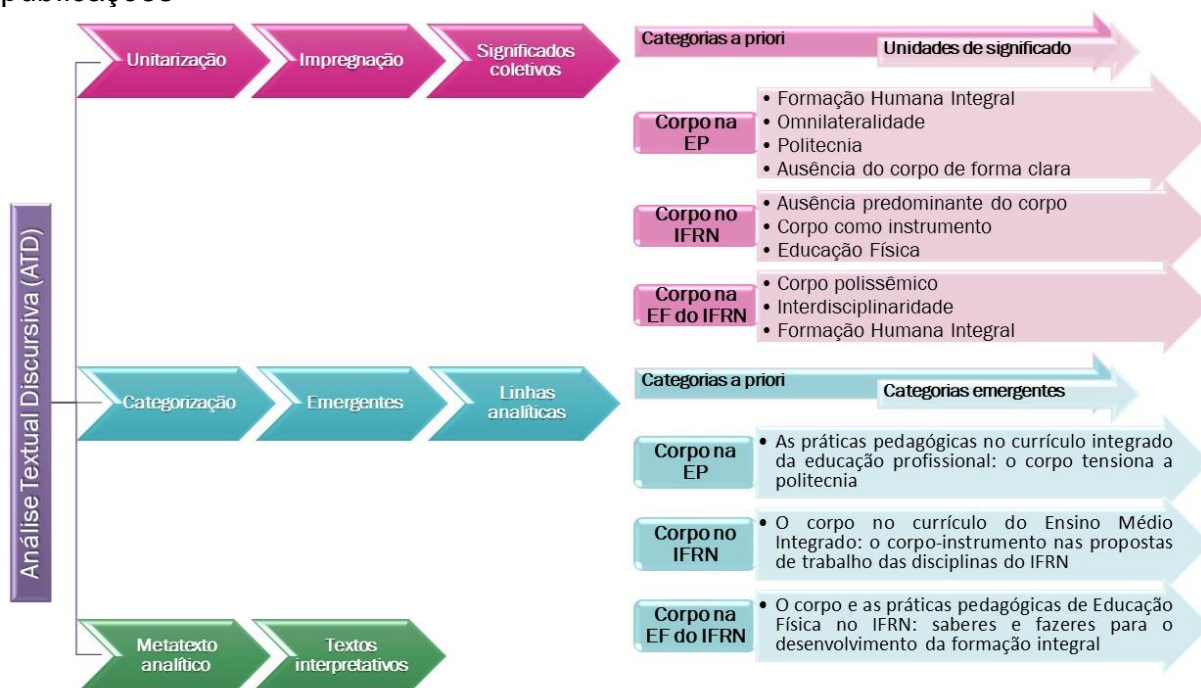 publicações
Análise Textual Discursiva (ATD)
Unitarização
Impregnação
Significados
coletivos
Categorias a priori
Unidades de significado
Corpo na
EP
• Formação Humana Integral
• Omnilateralidade
• Politecnia
• Ausência do corpo de forma clara
Corpo no
IFRN
• Ausência predominante do corpo
• Corpo como instrumento
• Educação Física
Corpo na
EF do IFRN
• Corpo polissêmico
• Interdisciplinaridade
• Formação Humana Integral
Categorização
Emergentes
Linhas
analíticas
Categorias a priori
Categorias emergentes
Corpo na
EP
• As práticas pedagógicas no currículo integrado
da educação profissional: o corpo tensiona a
politecnia
Corpo no
IFRN
• O corpo no currículo do Ensino Médio
Integrado: o corpo-instrumento nas propostas
de trabalho das disciplinas do IFRN
Corpo na
EF do IFRN
• O corpo e as práticas pedagógicas de Educação
Física no IFRN: saberes e fazeres para o
desenvolvimento da formação integral
Metatexto
analítico
Textos
interpretativos